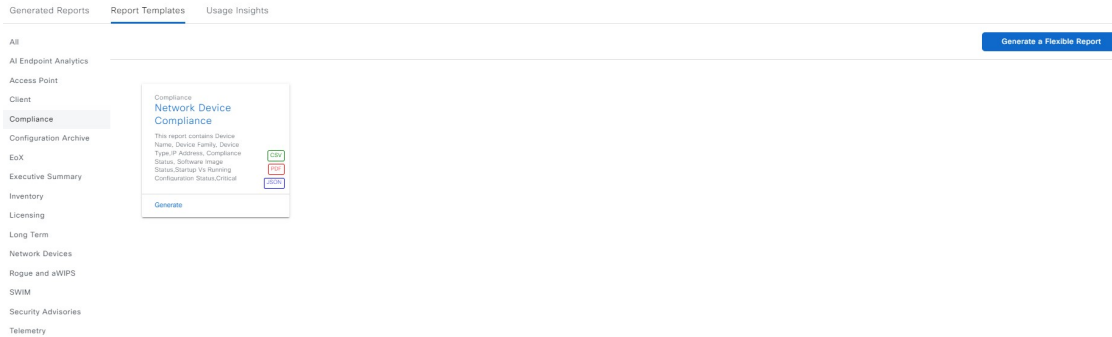 Generated Reports Report Templates Usage Insights
Generate a Flexible Report
All
AI Endpoint Analytics
Access Point
Client
Compliance
Configuration Archive
EoX
Executive Summary
Inventory
Licensing
Long Term
Network Devices
Rogue and aWIPS
SWIM
Security Advisories
Telemetry
Compliance
Network Device
Compliance
This report contains Device
Name, Device Family, Device
Type,IP Address, Compliance
Status, Software Image
Status,Startup Vs Running
Configuration Status,Critical
CSV
PDF
JSON
Generate